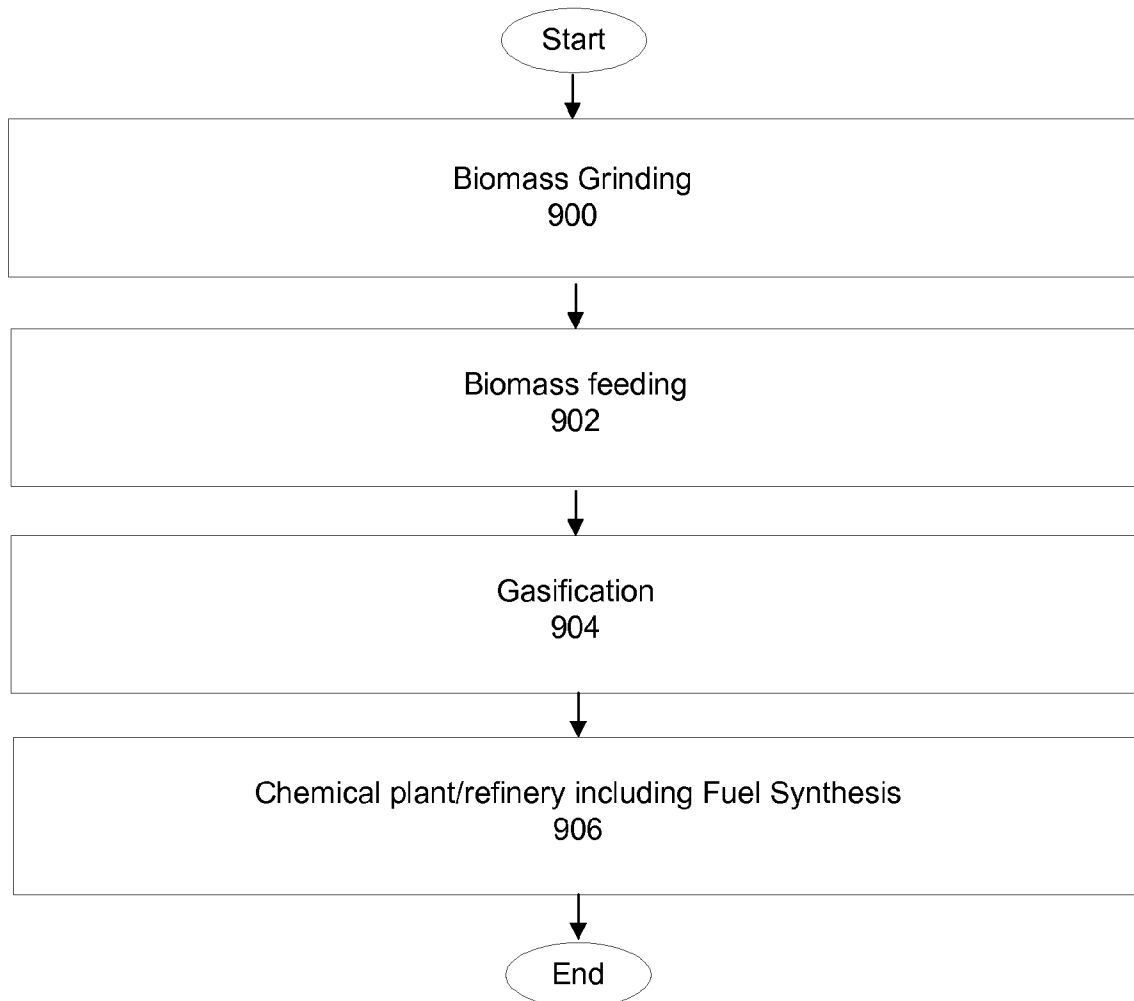 Start
Biomass Grinding
900
Biomass feeding
902
Gasification
904
Chemical plant/refinery including Fuel Synthesis
906
End